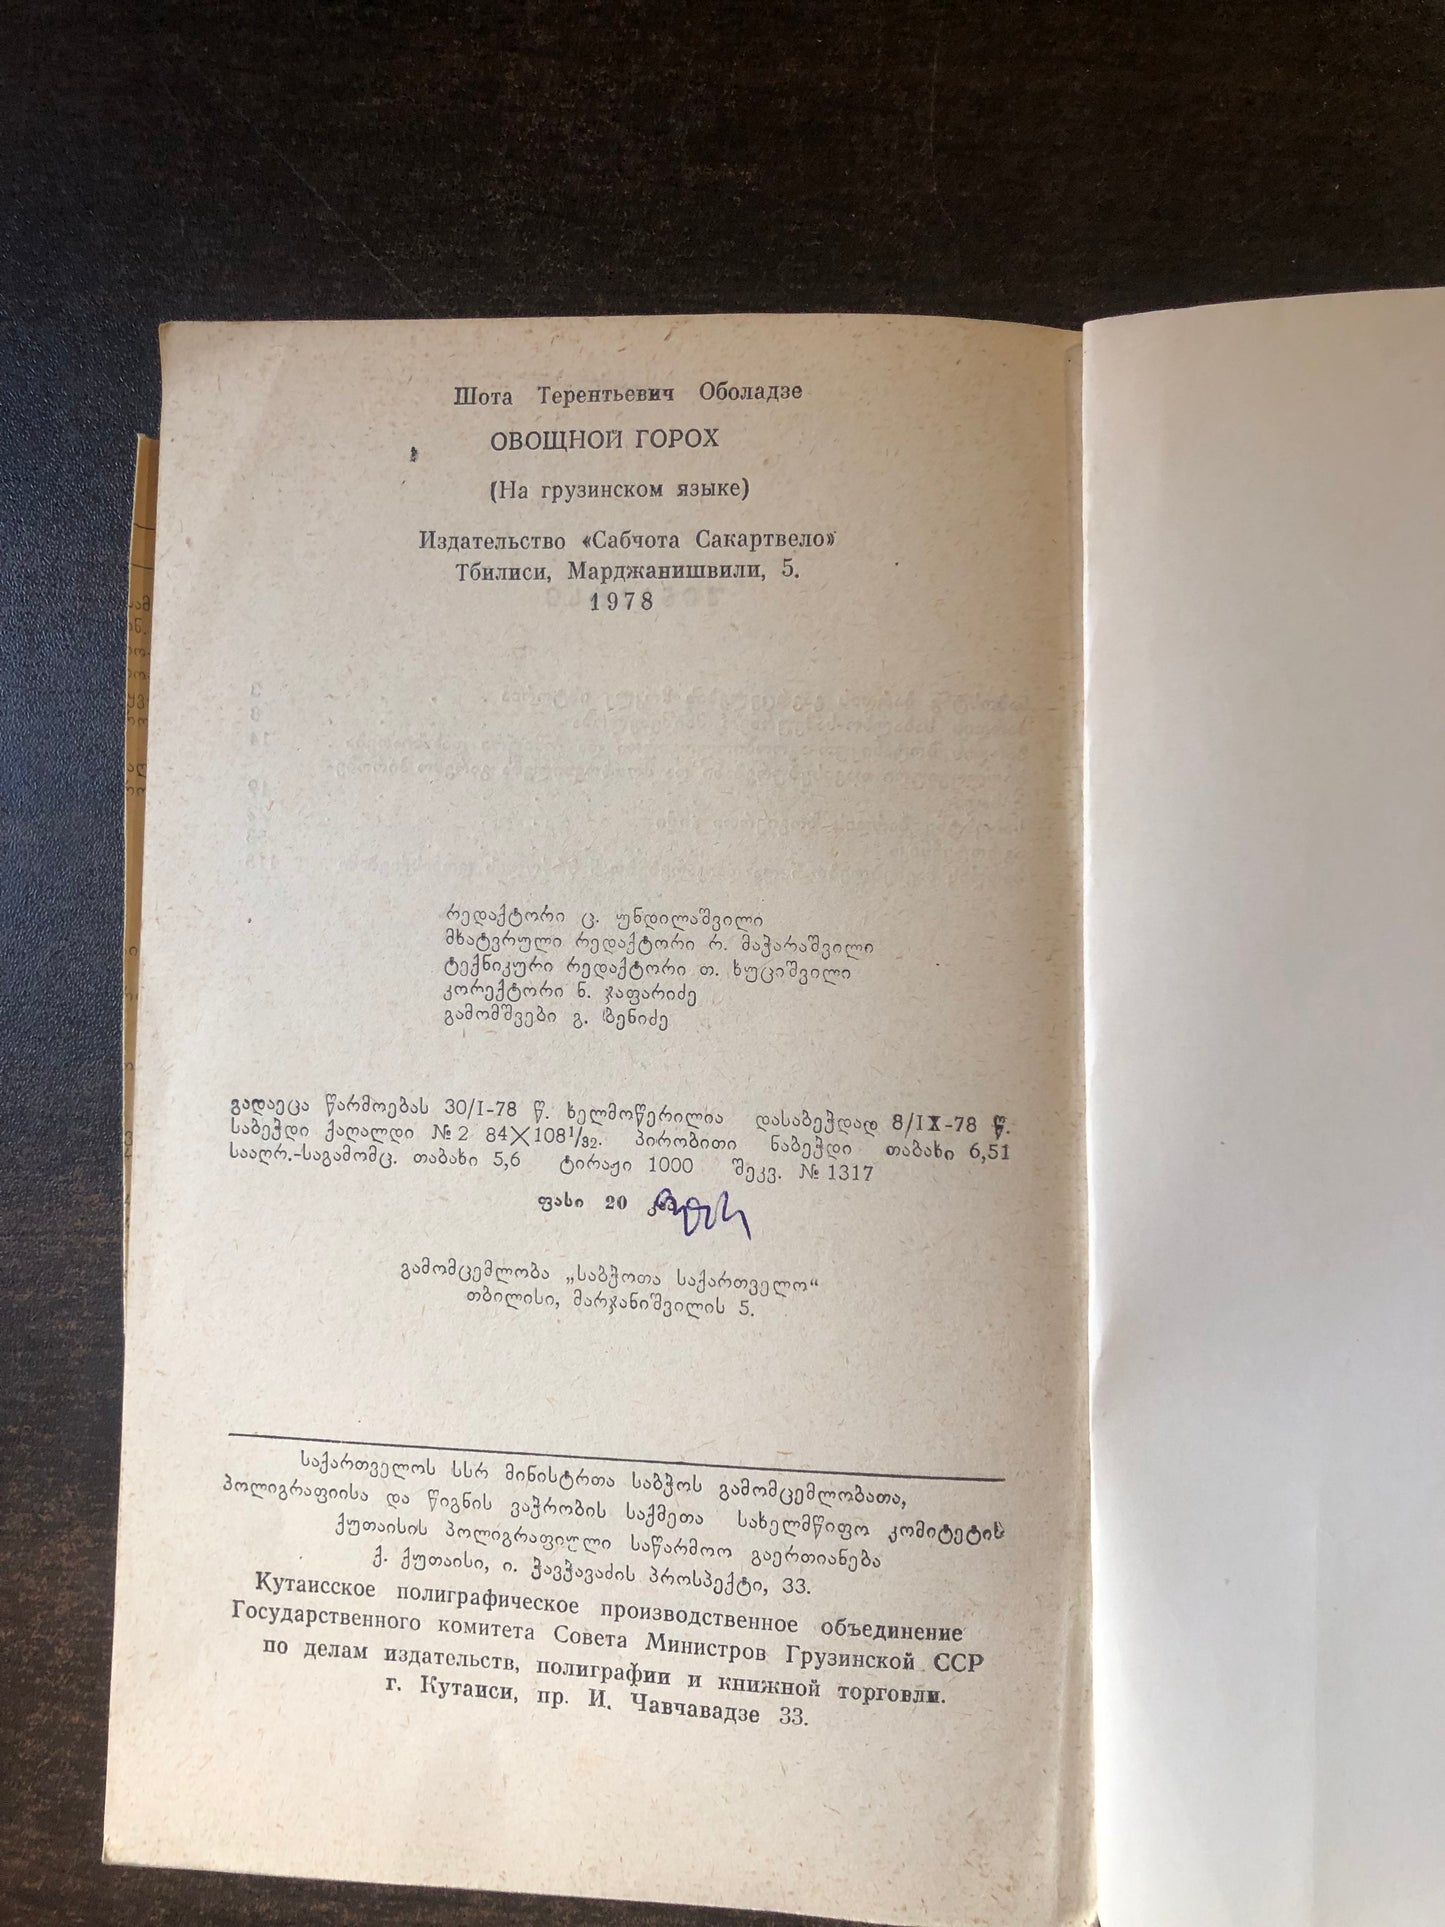 Шота Терентьевич Оболадзе
ОВОЩНОЙ ГОРОХ
(На грузинском языке)
Издательство «Сабчота Сакартвело»
Тбилиси, Марджанишвили, 5.
1978
რედაქტორი ც. უნდილაშვილი
მხატვრული რედაქტორი რ. მაჭარაშვილი
ტექნიკური რედაქტორი თ. ხუციშვილი
კორექტორი ნ. ჯაფარიძე
გამომშვები გ. ბენიძე
გადაეცა წარმოებას 30/I-78 წ. ხელმოწერილია დასაბეჭდად 8/IX-78 წ.
საბეჭდი ქაღალდი № 2 84×108¹/₃₂. პირობითი ნაბეჭდი თაბახი 6,51
სააღრ.-საგამომც. თაბახი 5,6 ტირაჟი 1000 შეკვ. № 1317
ფასი 20
გამომცემლობა „საბჭოთა საქართველო“
თბილისი, მარჯანიშვილის 5.
საქართველოს სსრ მინისტრთა საბჭოს გამომცემლობათა,
პოლიგრაფიისა და წიგნის ვაჭრობის საქმეთა სახელმწიფო კომიტეტის
ქუთაისის პოლიგრაფიული საწარმოო გაერთიანება
ქ. ქუთაისი, ი. ჭავჭავაძის პროსპექტი, 33.
Кутаисское полиграфическое производственное объединение
Государственного комитета Совета Министров Грузинской ССР
по делам издательств, полиграфии и книжной торговли.
г. Кутаиси, пр. И. Чавчавадзе 33.